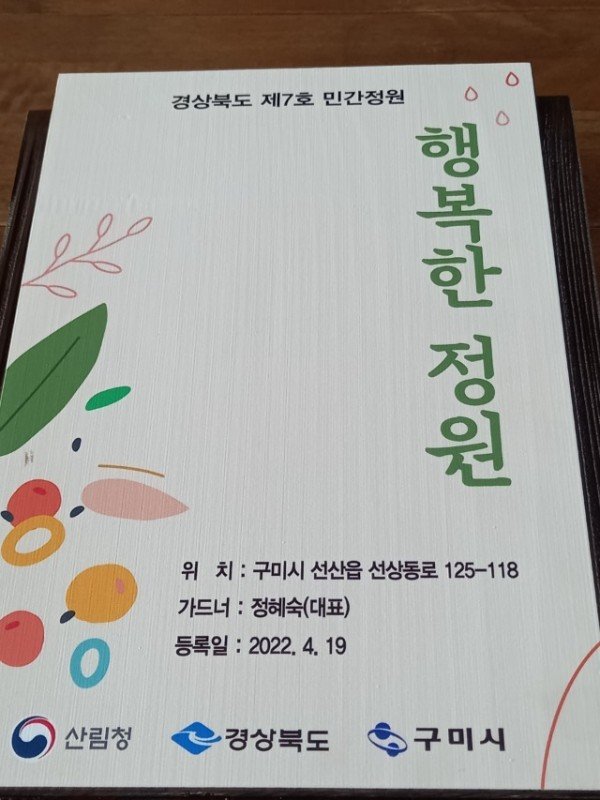 경상북도 제7호 민간정원
행복한 정원
위 치 : 구미시 선산읍 선상동로 125-118
가드너 : 정혜숙(대표)
등록일 : 2022. 4. 19
산림청 경상북도 구미시